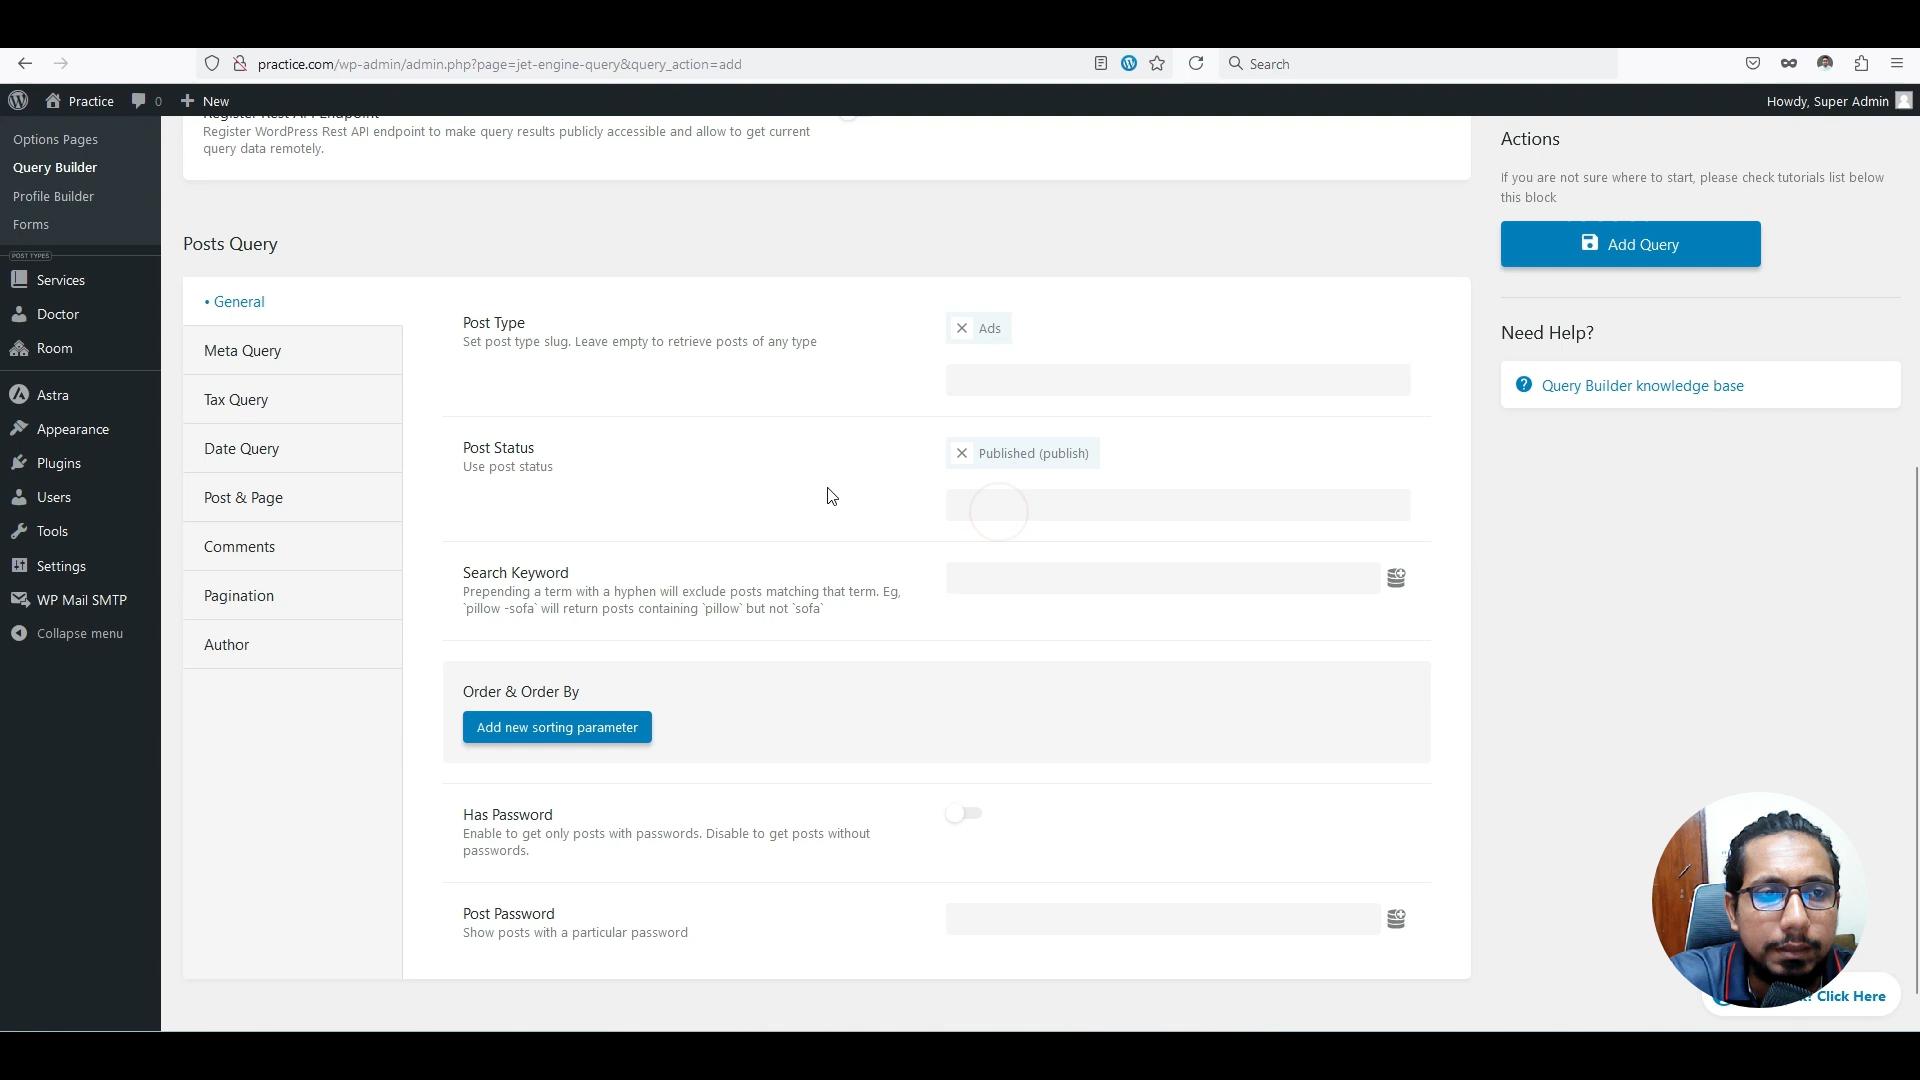 practice.com/wp-admin/admin.php?page=jet-engine-query&query_action=add
Search
Practice
0
New
Howdy, Super Admin
Options Pages
Query Builder
Profile Builder
Forms
POST TYPES
Services
Doctor
Room
Astra
Appearance
Plugins
Users
Tools
Settings
WP Mail SMTP
Collapse menu
Register Rest API Endpoint
Register WordPress Rest API endpoint to make query results publicly accessible and allow to get current
query data remotely.
Posts Query
• General
Meta Query
Tax Query
Date Query
Post & Page
Comments
Pagination
Author
Post Type
Set post type slug. Leave empty to retrieve posts of any type
Ads
Post Status
Use post status
Published (publish)
Search Keyword
Prepending a term with a hyphen will exclude posts matching that term. Eg,
`pillow -sofa` will return posts containing `pillow` but not `sofa`
Order & Order By
Add new sorting parameter
Has Password
Enable to get only posts with passwords. Disable to get posts without
passwords.
Post Password
Show posts with a particular password
Actions
If you are not sure where to start, please check tutorials list below
this block
Add Query
Need Help?
Query Builder knowledge base
Click Here